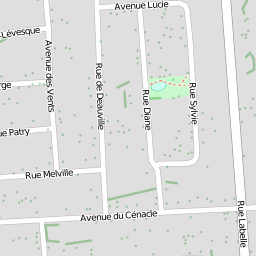 Avenue Lucie
-Lévesque
Avenue des Vents
Rue de Deauville
Rue Diane
Rue Sylvie
rge
ue Patry
Rue Melville
Avenue du Cénacle
Rue Labelle